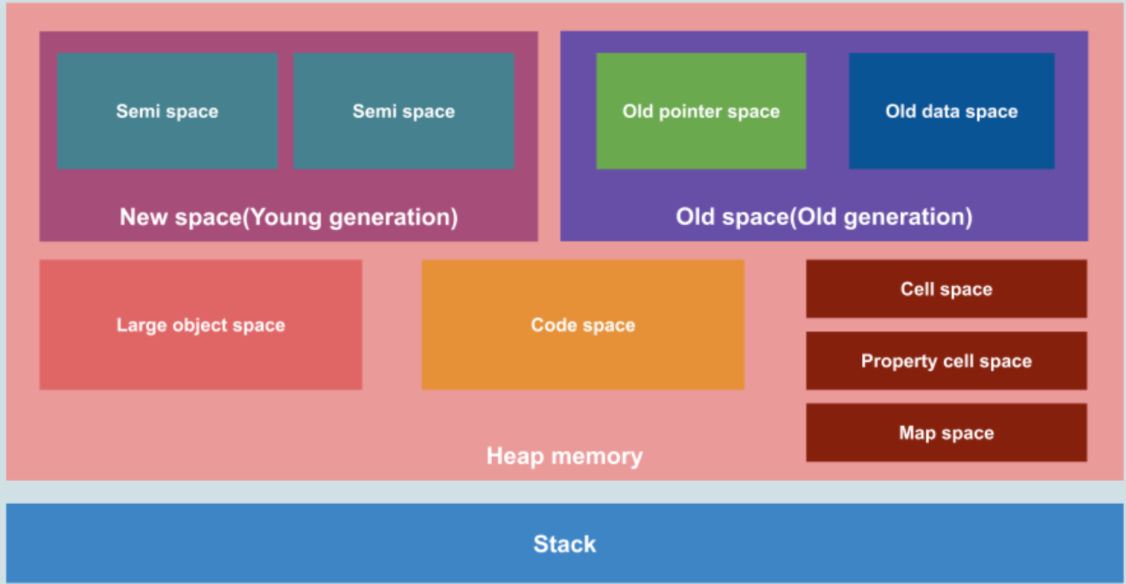 Semi space
Semi space
Old pointer space
Old data space
New space(Young generation)
Old space(Old generation)
Large object space
Code space
Cell space
Property cell space
Map space
Heap memory
Stack